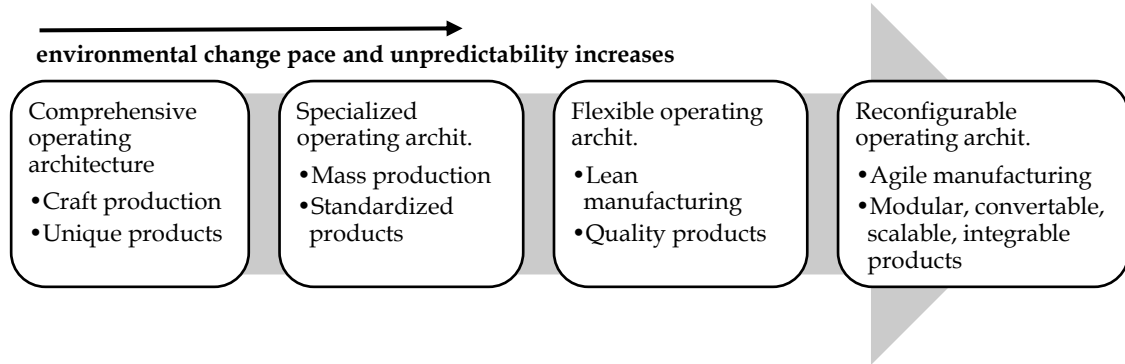 environmental change pace and unpredictability increases
Comprehensive
operating
architecture
•Craft production
•Unique products
Specialized
operating archit.
•Mass production
•Standardized
products
Flexible operating
archit.
•Lean
manufacturing
•Quality products
Reconfigurable
operating archit.
•Agile manufacturing
•Modular, convertable,
scalable, integrable
products